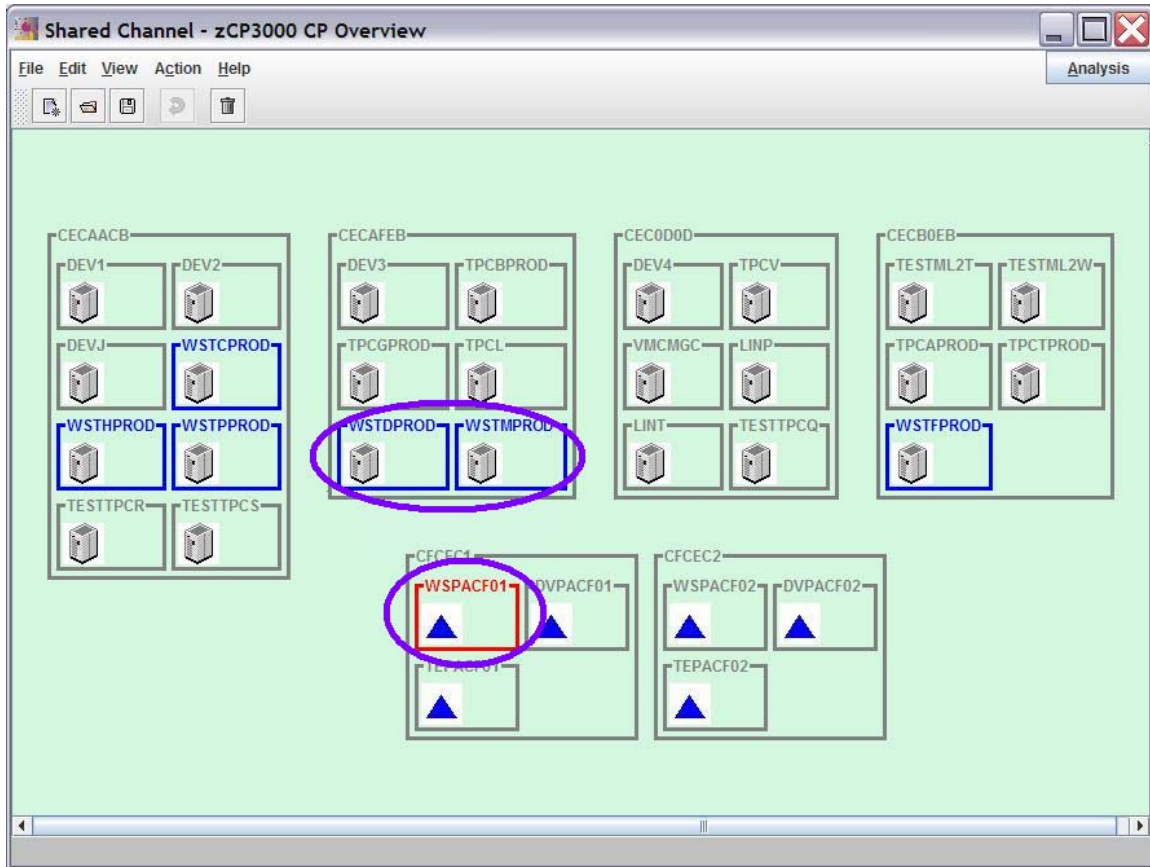 Shared Channel - zCP3000 CP Overview
File Edit View Action Help
Analysis
CECAACB
DEV1 DEV2
DEVJ WSTCPROD
WSTHPROD WSTPPROD
TESTTPCR TESTTPCS
CECAFEB
DEV3 TPCBPROD
TPCGPROD TPCL
WSTDPROD WSTMPROD
CEC0D0D
DEV4 TPCV
VMCMGC LINP
LINT TESTTPCQ
CECB0EB
TESTML2T TESTML2W
TPCAPROD TPCTPROD
WSTFPROD
CFCEC1
WSPACF01 DVPACF01
TEPACF01
CFCEC2
WSPACF02 DVPACF02
TEPACF02